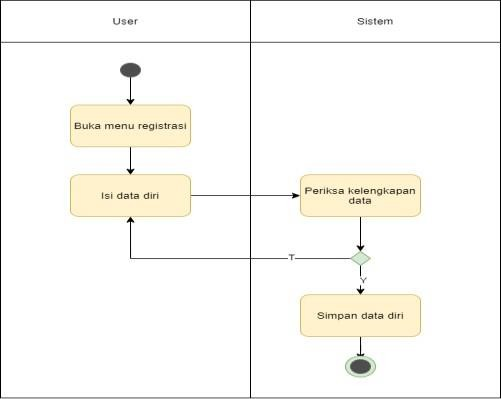 User
Sistem
Buka menu registrasi
Isi data diri
Periksa kelengkapan
data
T
Y
Simpan data diri